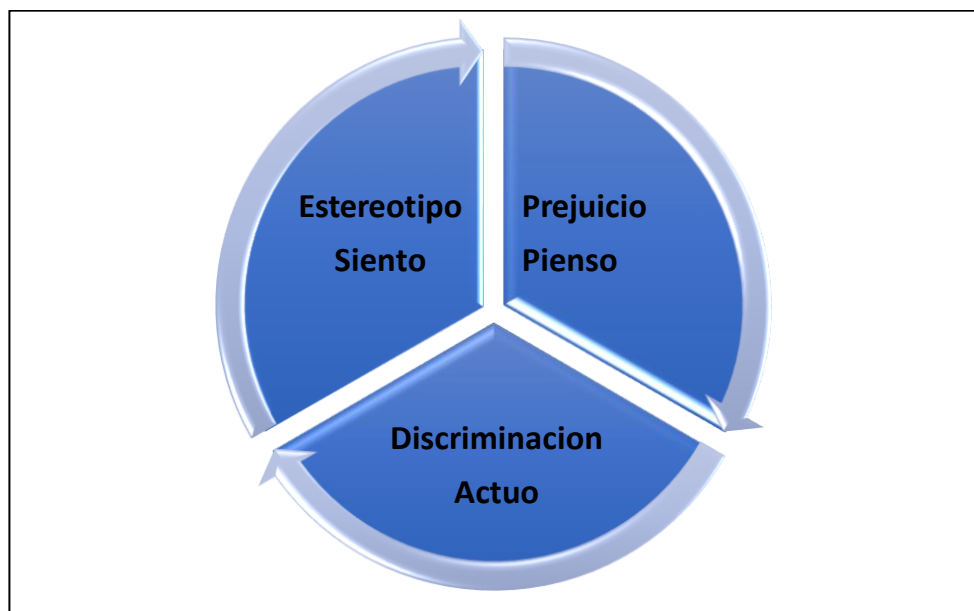 Estereotipo
Siento
Prejuicio
Pienso
Discriminacion
Actuo